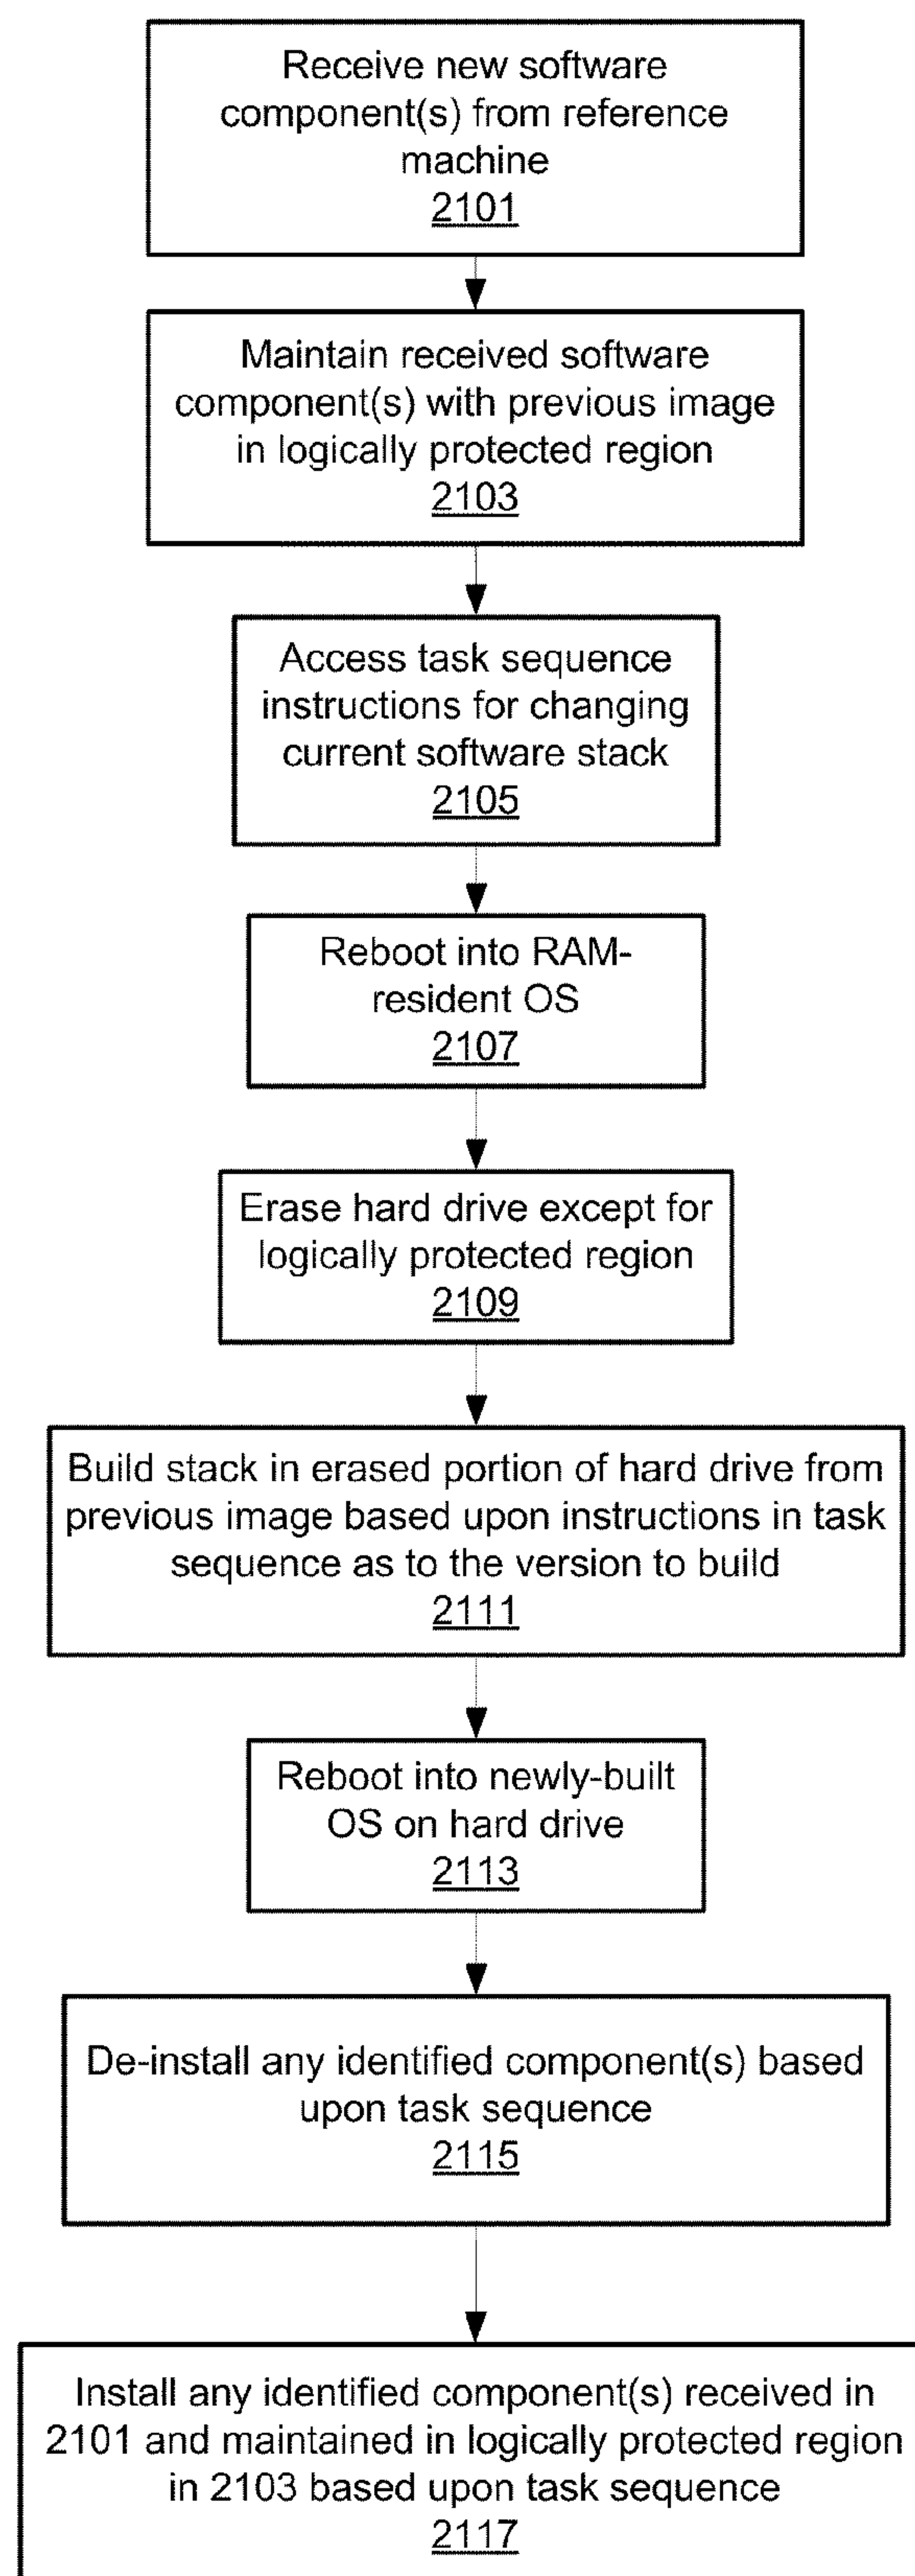 Receive new software
component(s) from reference
machine
2101
Maintain received software
component(s) with previous image
in logically protected region
2103
Access task sequence
instructions for changing
current software stack
2105
Reboot into RAM-
resident OS
2107
Erase hard drive except for
logically protected region
2109
Build stack in erased portion of hard drive from
previous image based upon instructions in task
sequence as to the version to build
2111
Reboot into newly-built
OS on hard drive
2113
De-install any identified component(s) based
upon task sequence
2115
Install any identified component(s) received in
2101 and maintained in logically protected region
in 2103 based upon task sequence
2117